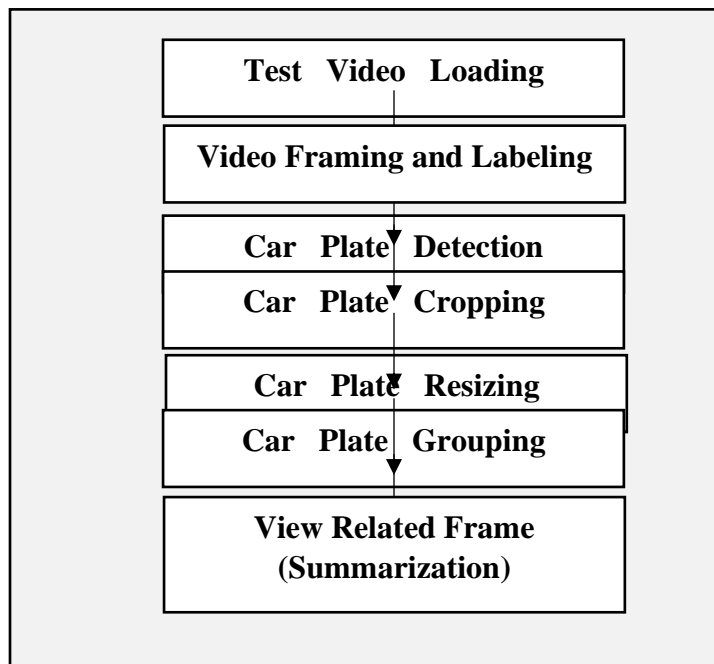 Test Video Loading
Video Framing and Labeling
Car Plate Detection
Car Plate Cropping
Car Plate Resizing
Car Plate Grouping
View Related Frame
(Summarization)